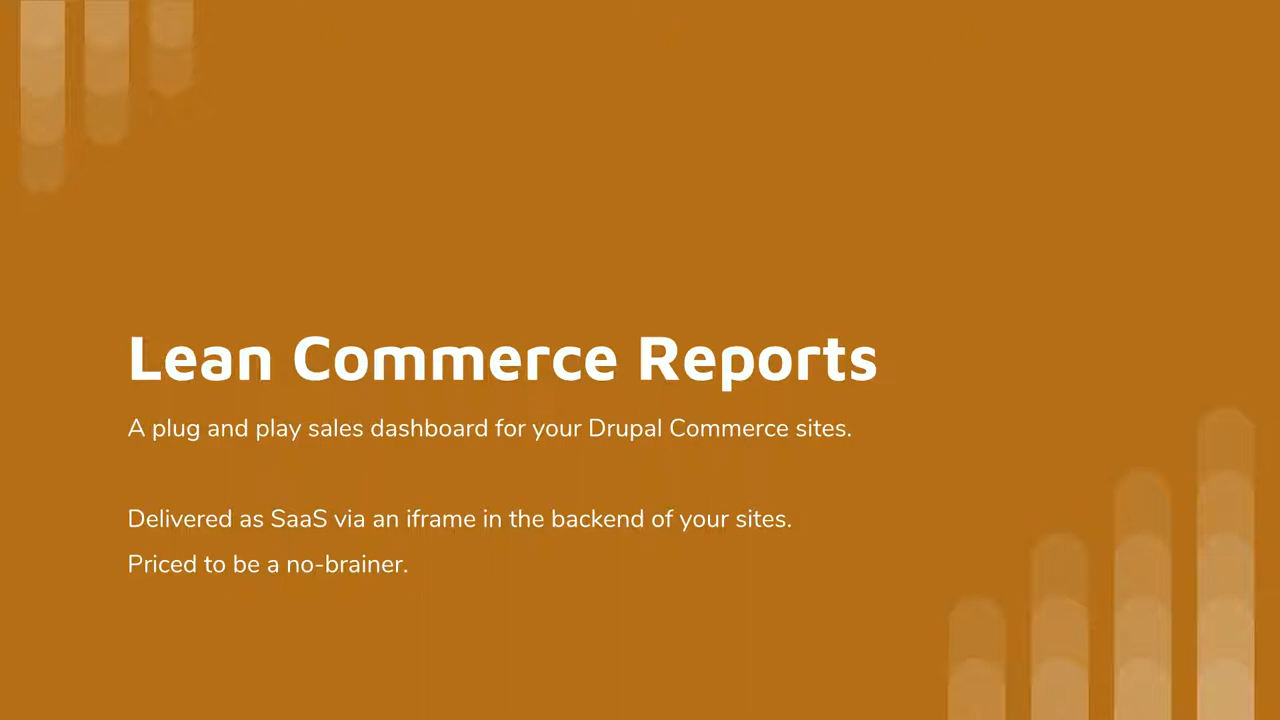 Lean Commerce Reports
A plug and play sales dashboard for your Drupal Commerce sites.
Delivered as SaaS via an iframe in the backend of your sites.
Priced to be a no-brainer.